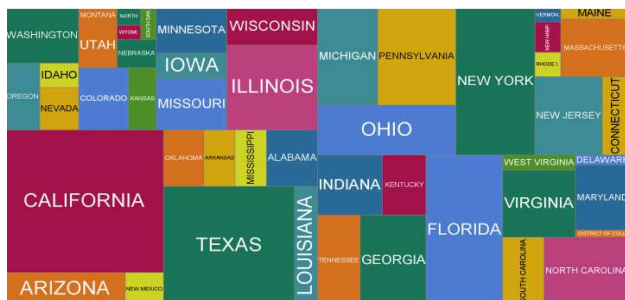 WASHINGTON
MONTANA
UTAH
NORTH
WYOMI.
SOUTH DAK.
NEBRASKA
MINNESOTA
IOWA
WISCONSIN
OREGON
IDAHO
NEVADA
COLORADO
KANSAS
MISSOURI
ILLINOIS
CALIFORNIA
ARIZONA
NEW MEXICO
OKLAHOMA
ARKANSAS
MISSISSIPPI
ALABAMA
TEXAS
LOUISIANA
MICHIGAN
PENNSYLVANIA
OHIO
NEW YORK
VERMON.
NEW HAMP.
RHODE I.
MAINE
MASSACHUSETTS
NEW JERSEY
CONNECTICUT
INDIANA
KENTUCKY
TENNESSEE
GEORGIA
FLORIDA
WEST VIRGINIA
DELAWARE
VIRGINIA
MARYLAND
DISTRICT OF COLU.
SOUTH CAROLINA
NORTH CAROLINA